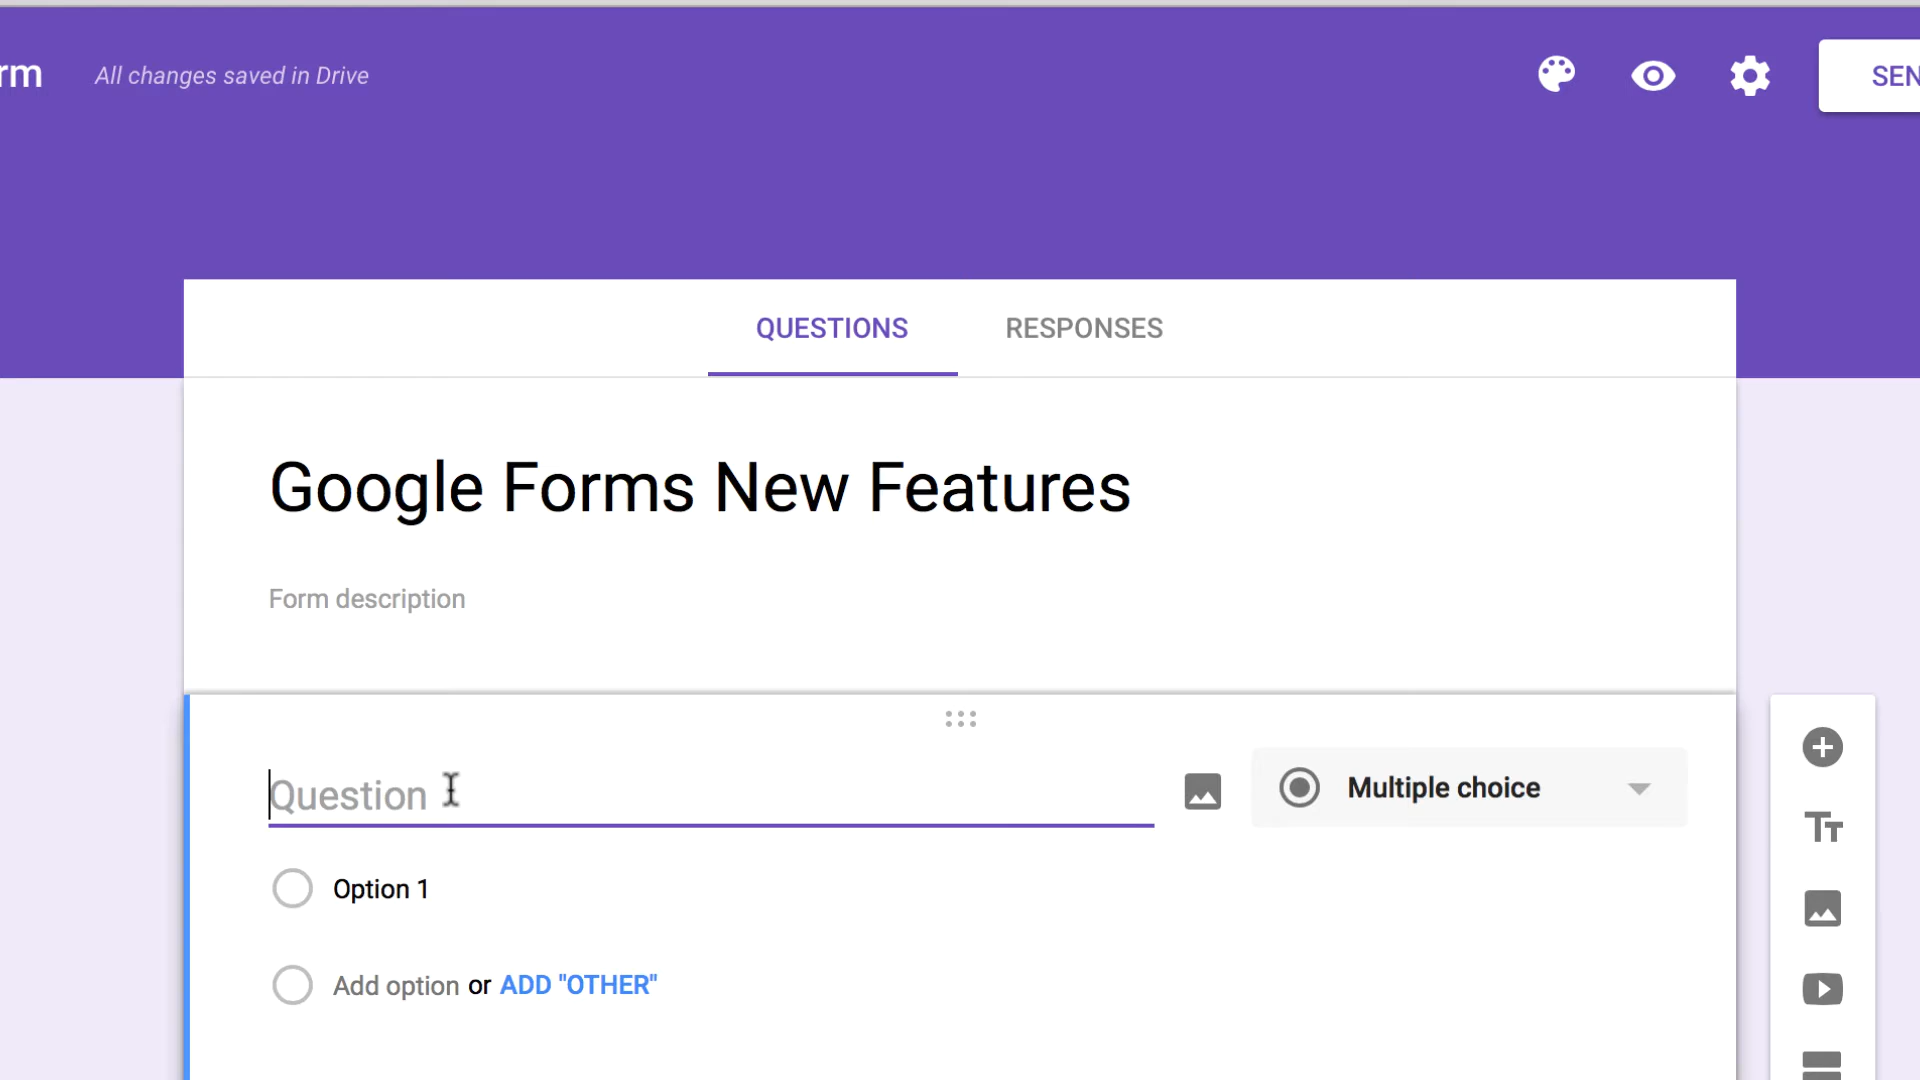 rm All changes saved in Drive SEN
QUESTIONS RESPONSES
Google Forms New Features
Form description
Question
Multiple choice
Tт
Option 1
Add option or ADD "OTHER"